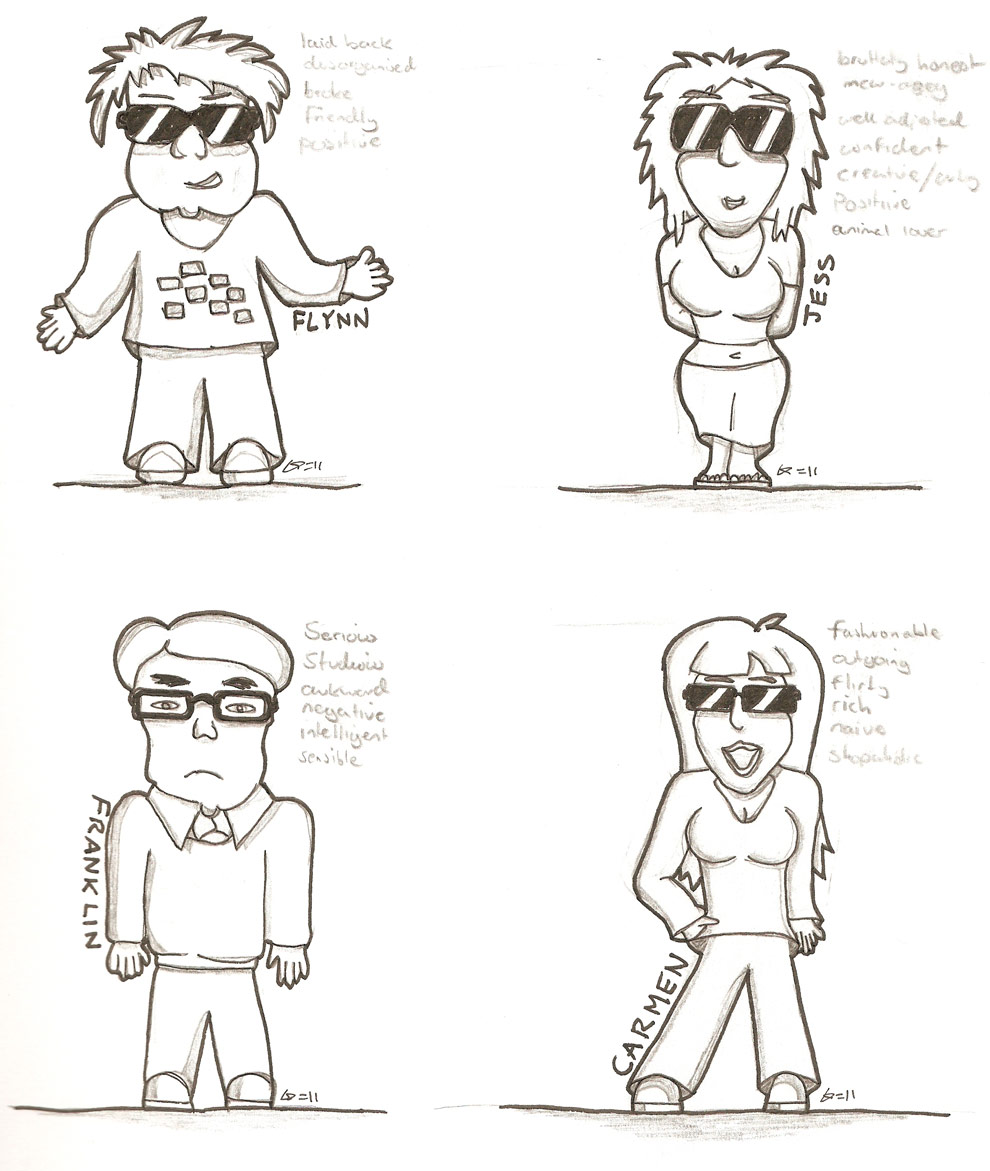 laid back
desorganised
broke
Friendly
positive
FLYNN
brutally honest
new-agey
well adjusted
confident
creative/arty
Positive
animal lover
JESS
Serious
Studious
awkward
negative
intelligent
sensible
FRANKLIN
fashionable
outgoing
flirty
rich
naive
shopaholic
CARMEN